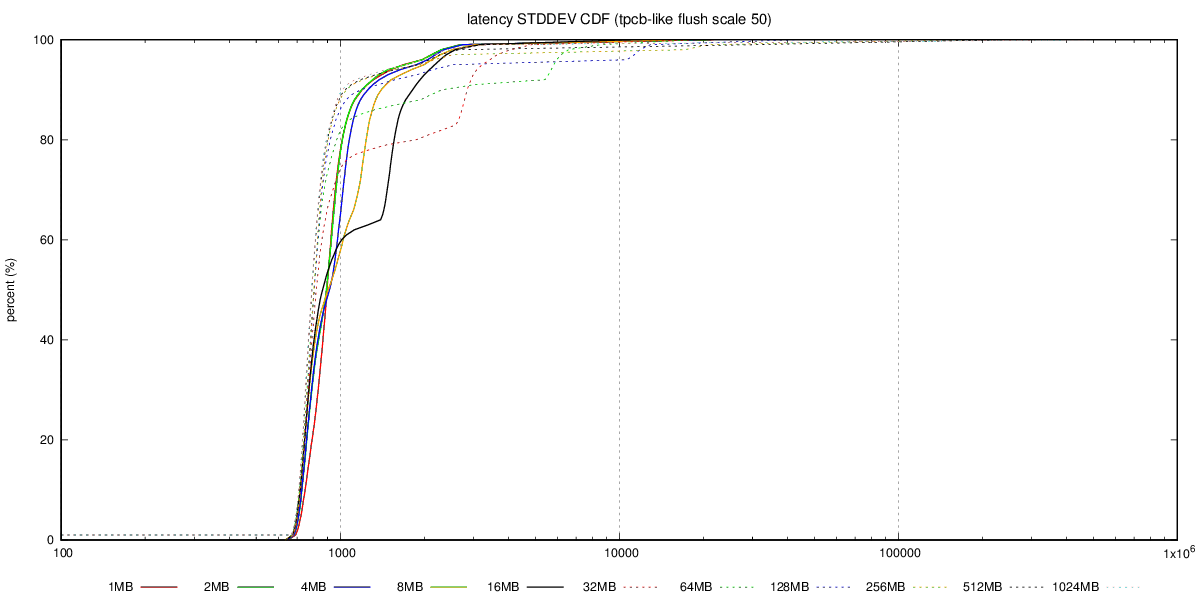 latency STDDEV CDF (tpcb-like flush scale 50)
100
80
60
40
20
0
percent (%)
100 1000 10000 100000 1x10⁶
1MB 2MB 4MB 8MB 16MB 32MB 64MB 128MB 256MB 512MB 1024MB